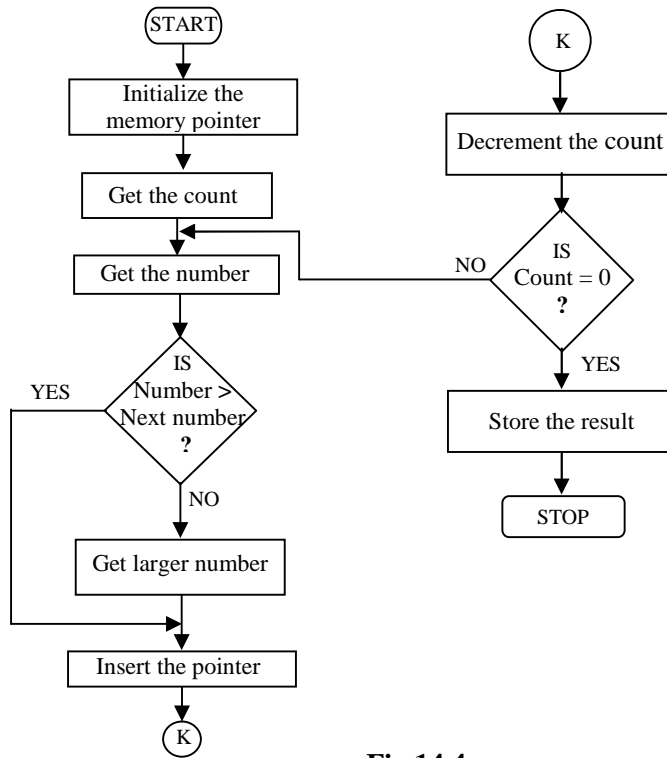 START
Initialize the
memory pointer
Get the count
Get the number
IS
Number >
Next number
?
YES
NO
Get larger number
Insert the pointer
K
K
Decrement the count
IS
Count = 0
?
NO
YES
Store the result
STOP
Fig 14.4